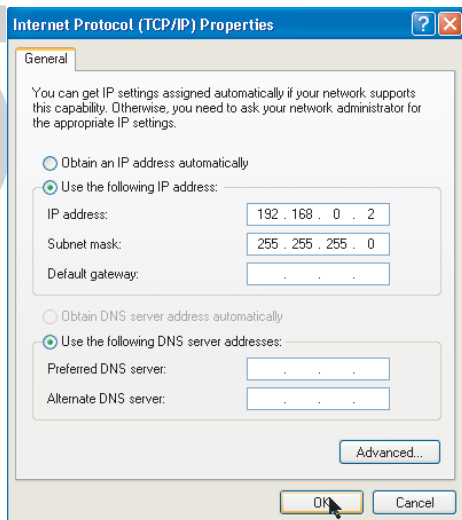 Internet Protocol (TCP/IP) Properties
General
You can get IP settings assigned automatically if your network supports
this capability. Otherwise, you need to ask your network administrator for
the appropriate IP settings.
Obtain an IP address automatically
Use the following IP address:
IP address: 192 . 168 . 0 . 2
Subnet mask: 255 . 255 . 255 . 0
Default gateway: . . .
Obtain DNS server address automatically
Use the following DNS server addresses:
Preferred DNS server: . . .
Alternate DNS server: . . .
Advanced...
OK Cancel